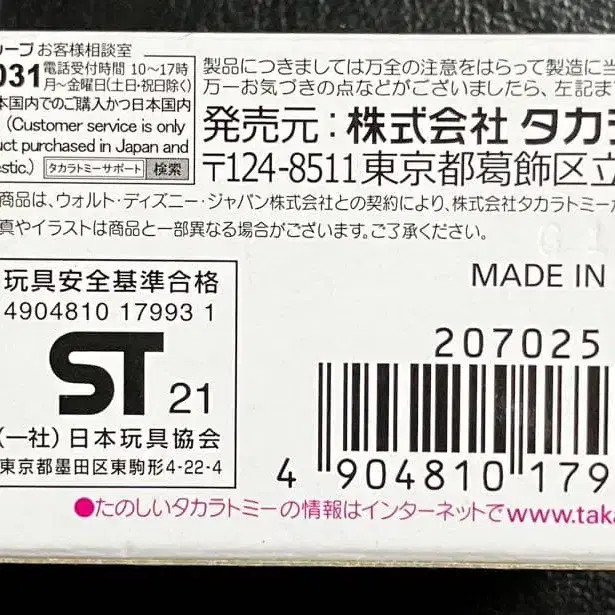 ループ お客様相談室
031 電話受付時間 10〜17時
月〜金曜日(土日・祝日除く)
本国内でのご購入かつ日本国内
(Customer service is only
duct purchased in Japan and
estic.) タカラトミーサポート 検索
製品につきましては万全の注意をはらって製造に当
万一お気づきの点などがございましたら、左記ま
発売元:株式会社 タカラ
〒124-8511東京都葛飾区立
商品は、ウォルト・ディズニー・ジャパン株式会社との契約により、株式会社タカラトミーが
真やイラストは商品と一部異なる場合がございます。ご了承ください。
MADE IN
玩具安全基準合格
4904810 17993 1
ST 21
(一社)日本玩具協会
東京都墨田区東駒形4-22-4
207025
4 904810 179
●たのしいタカラトミーの情報はインターネットでwww.taka